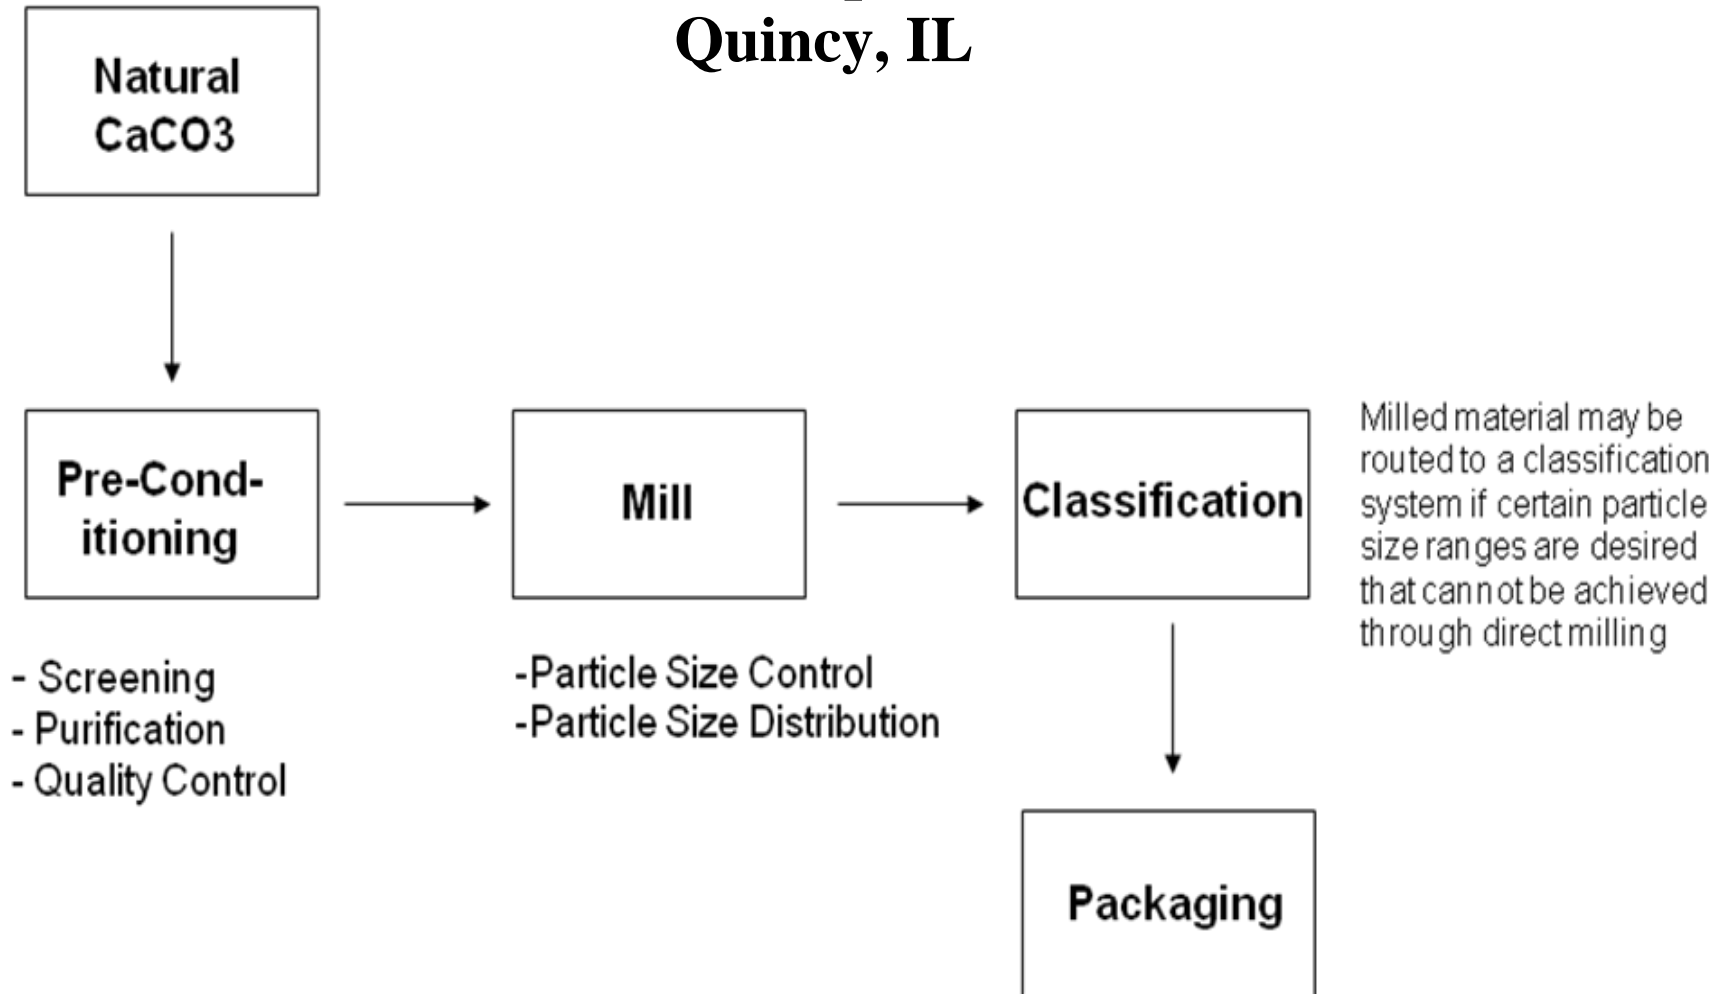 Quincy, IL
Natural
CaCO3
Pre-Cond-
itioning
Mill
Classification
Milled material may be
routed to a classification
system if certain particle
size ranges are desired
that cannot be achieved
through direct milling
- Screening
- Purification
- Quality Control
-Particle Size Control
-Particle Size Distribution
Packaging